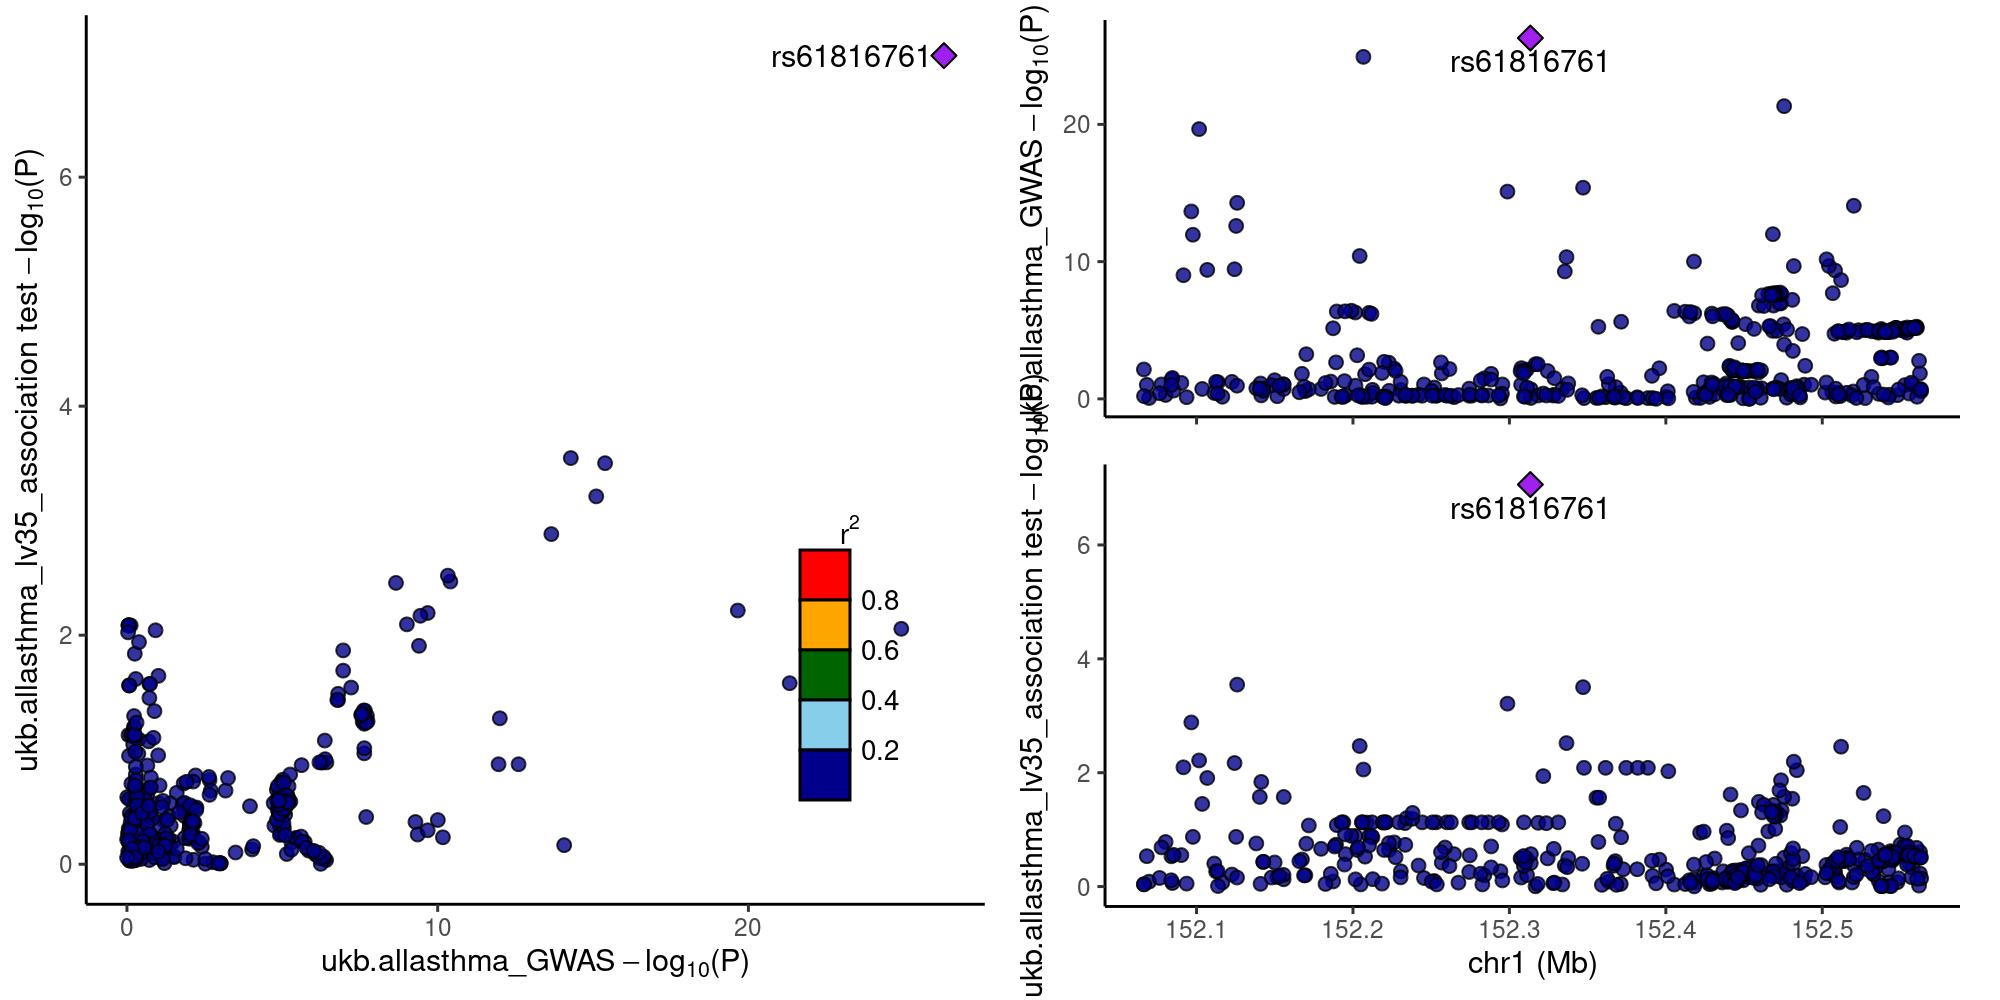 ukb.allasthma_lv35_association test −log10(P)
6
4
2
0
rs61816761
r2
0.8
0.6
0.4
0.2
0
10
20
ukb.allasthma_GWAS −log10(P)
ukb.allasthma_GWAS −log10(P)
20
10
0
rs61816761
ukb.allasthma_lv35_association test −log10(P)
6
4
2
0
rs61816761
152.1
152.2
152.3
152.4
152.5
chr1 (Mb)